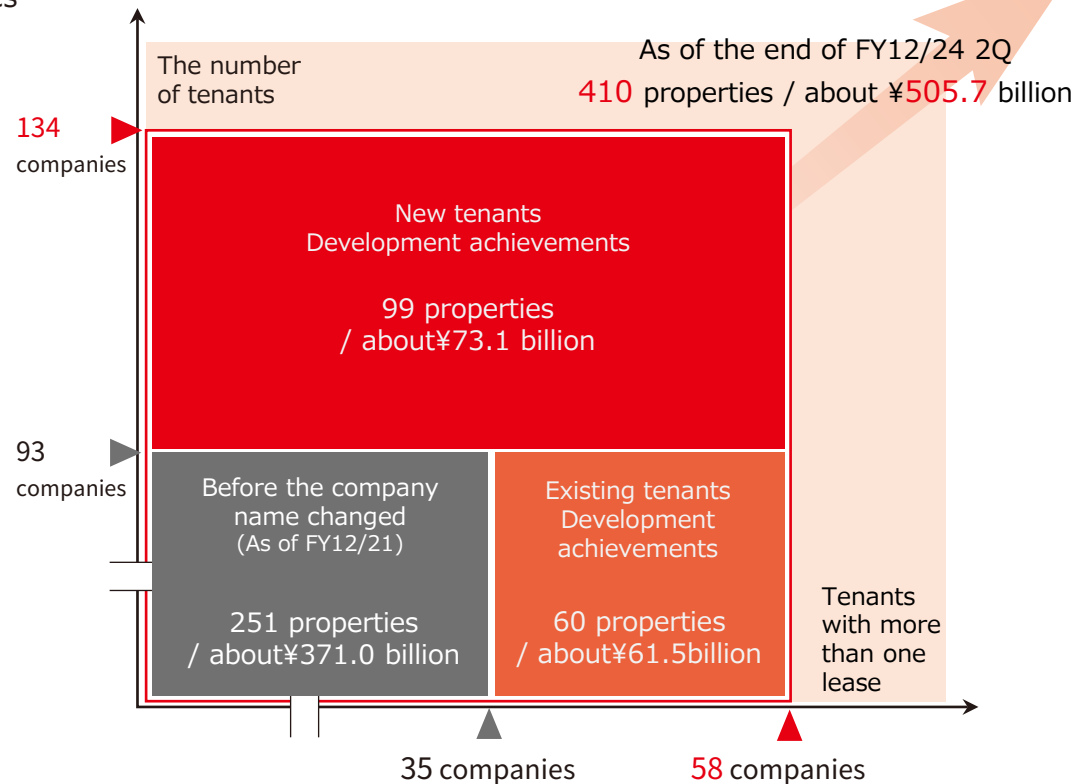 The number
of tenants
As of the end of FY12/24 2Q
410 properties / about ¥505.7 billion
134
companies
New tenants
Development achievements
99 properties
/ about¥73.1 billion
93
companies
Before the company
name changed
(As of FY12/21)
251 properties
/ about¥371.0 billion
Existing tenants
Development
achievements
60 properties
/ about¥61.5billion
Tenants
with more
than one
lease
35 companies
58 companies